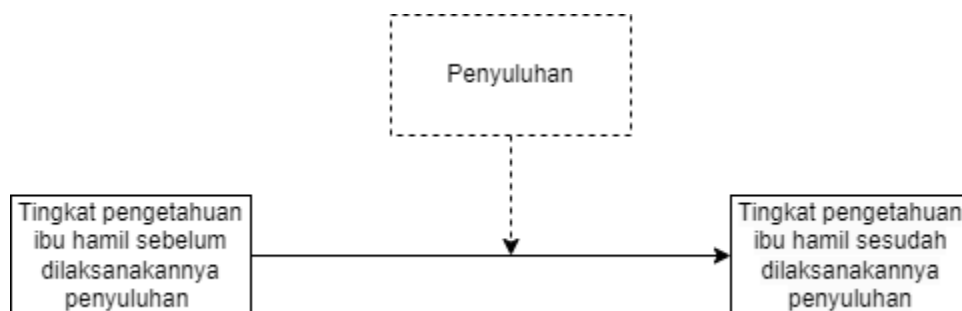 Penyuluhan
Tingkat pengetahuan
ibu hamil sebelum
dilaksanakannya
penyuluhan
Tingkat pengetahuan
ibu hamil sesudah
dilaksanakannya
penyuluhan